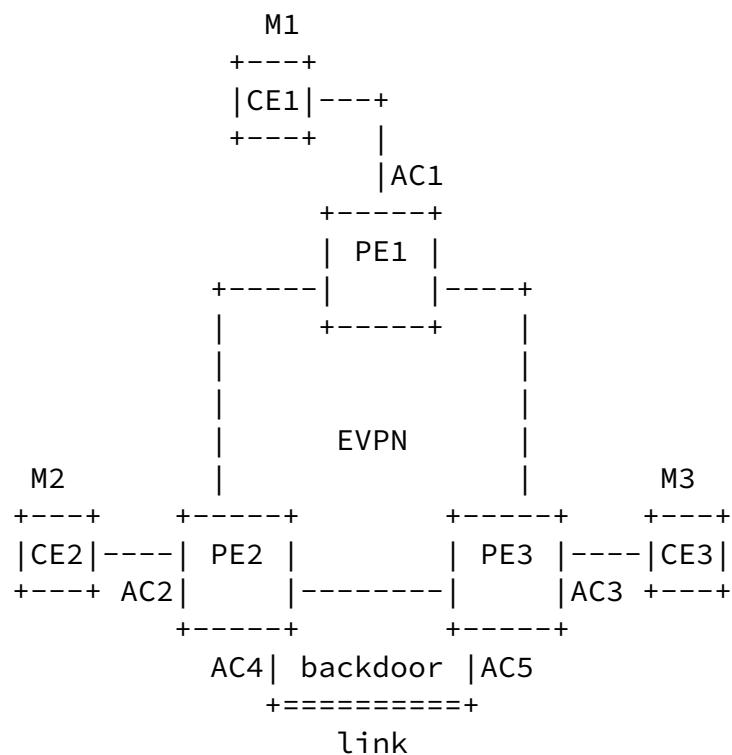 M1
              +---+
              |CE1|---+
              +---+   |
                      |AC1
                   +-----+
                   | PE1 |
             +-----|     |----+
             |     +-----+    |
             |                |
             |                |
             |      EVPN      |
  M2         |                |       M3
+---+     +-----+        +-----+    +---+
|CE2|----| PE2 |        | PE3 |----|CE3|
+---+ AC2|     |--------|     |AC3 +---+
          +-----+        +-----+
            AC4| backdoor |AC5
               +==========+
                   link